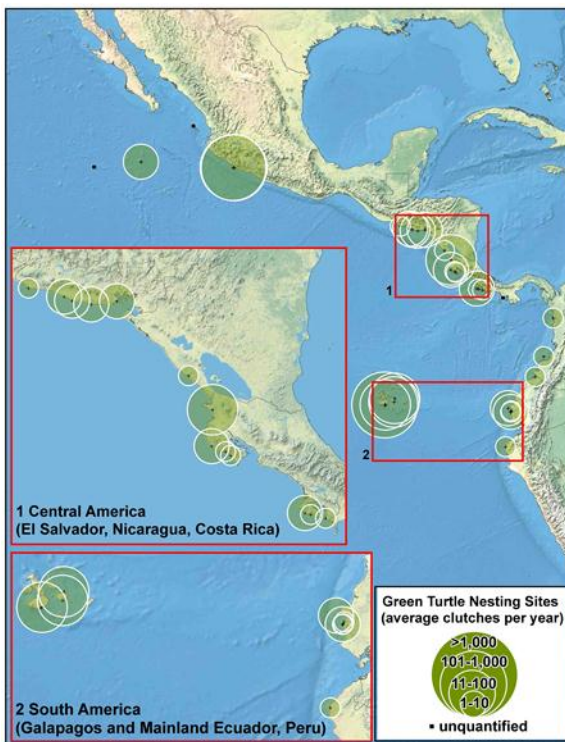 1
2
1 Central America
(El Salvador, Nicaragua, Costa Rica)
2 South America
(Galapagos and Mainland Ecuador, Peru)
Green Turtle Nesting Sites
(average clutches per year)
>1,000
101-1,000
11-100
1-10
unquantified